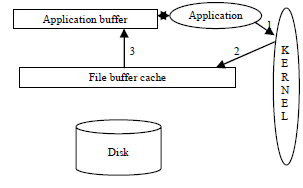 Application buffer
Application
1
3
2
File buffer cache
K
E
R
N
E
L
Disk